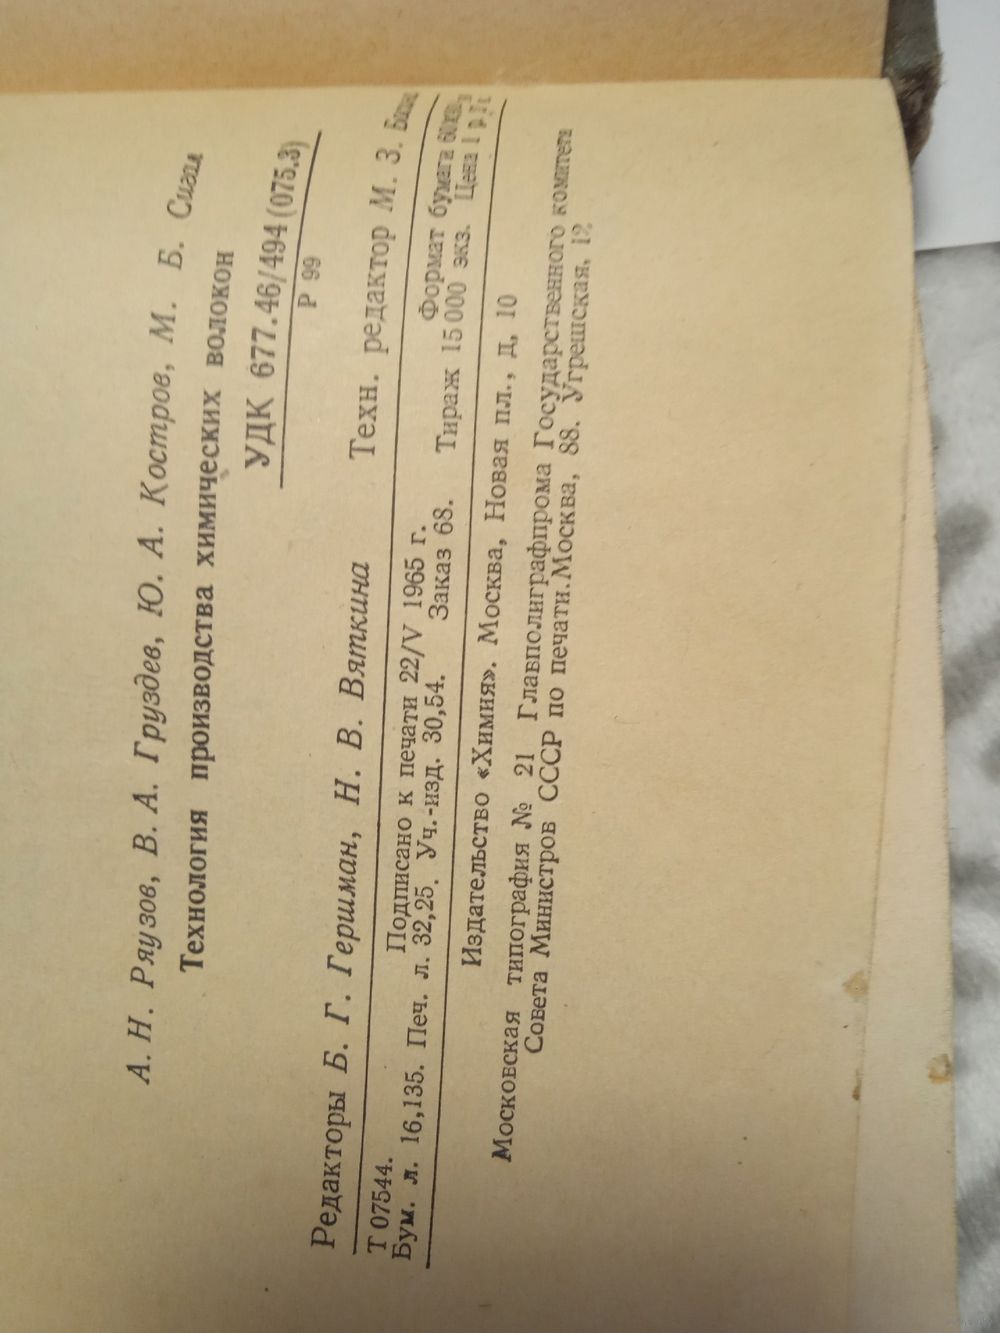 А. Н. Ряузов, В. А. Груздев, Ю. А. Костров, М. Б. Сигал
Технология производства химических волокон
УДК 677.46/494 (075.3)
Р 99
Редакторы Б. Г. Гершман, Н. В. Вяткина Техн. редактор М. З.
Т 07544. Подписано к печати 22/V 1965 г. Формат бумаги
Бум. л. 16,135. Печ. л. 32,25. Уч.-изд. 30,54. Заказ 68. Тираж 15 000 экз. Цена 1 р.
Издательство «Химия». Москва, Новая пл., д, 10
Московская типография № 21 Главполиграфпрома Государственного комитета
Совета Министров СССР по печати.Москва, 88. Угрешская, 12